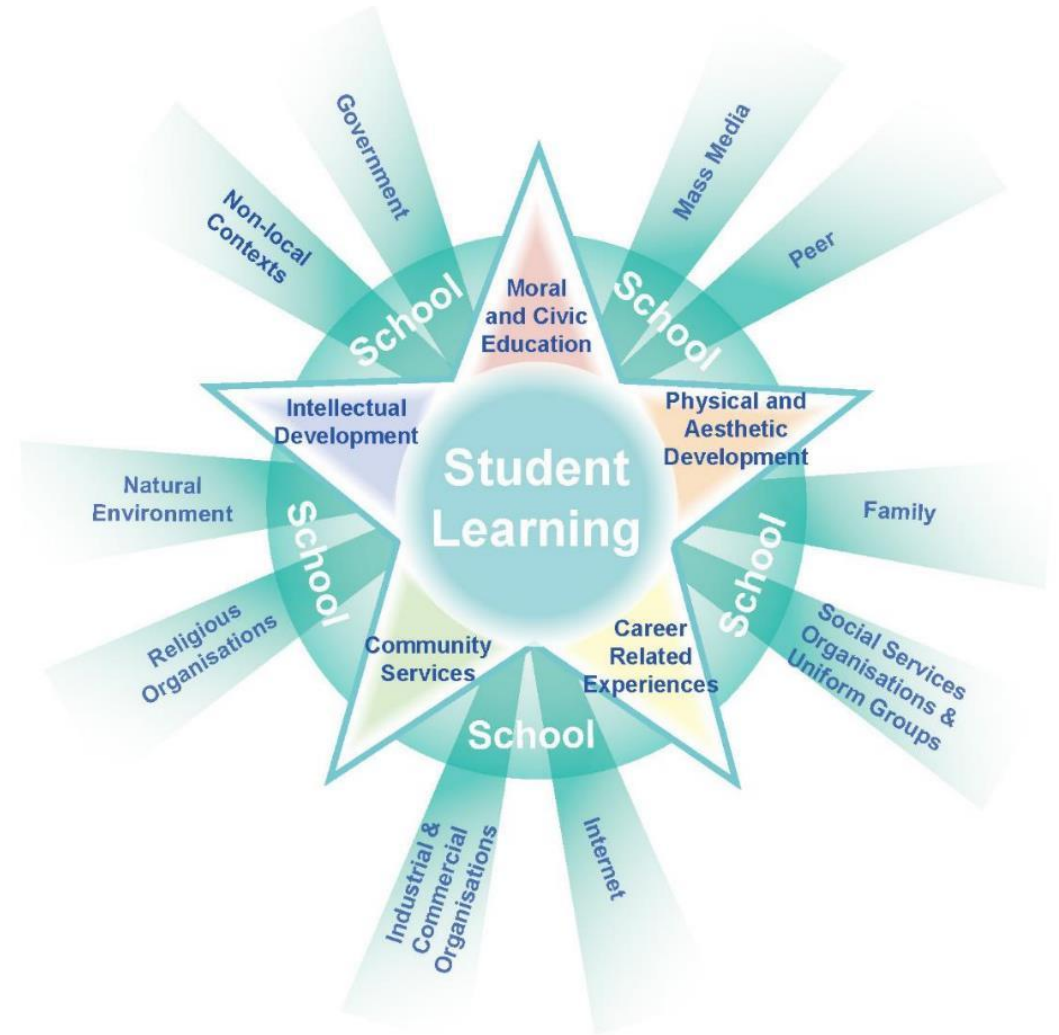 Government
Mass Media
Non-local
Contexts
Peer
School
School
Moral
and Civic
Education
Intellectual
Development
Physical and
Aesthetic
Development
Student
Learning
Natural
Environment
School
School
Family
Religious
Organisations
Community
Services
Career
Related
Experiences
Social Services
Organisations &
Uniform Groups
School
Industrial &
Commercial
Organisations
Internet